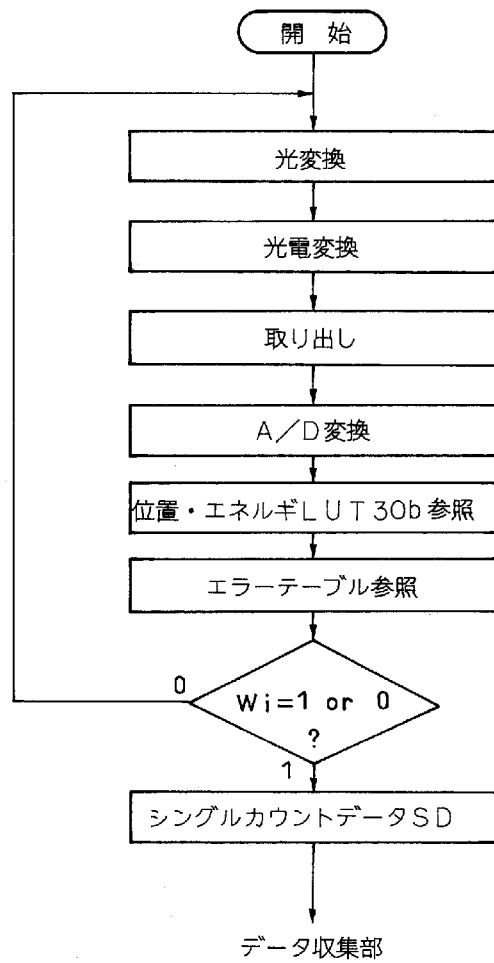 開 始
光変換
光電変換
取り出し
A/D変換
位置・エネルギLUT30b参照
エラーテーブル参照
0
Wi=1 or 0
?
1
シングルカウントデータSD
データ収集部